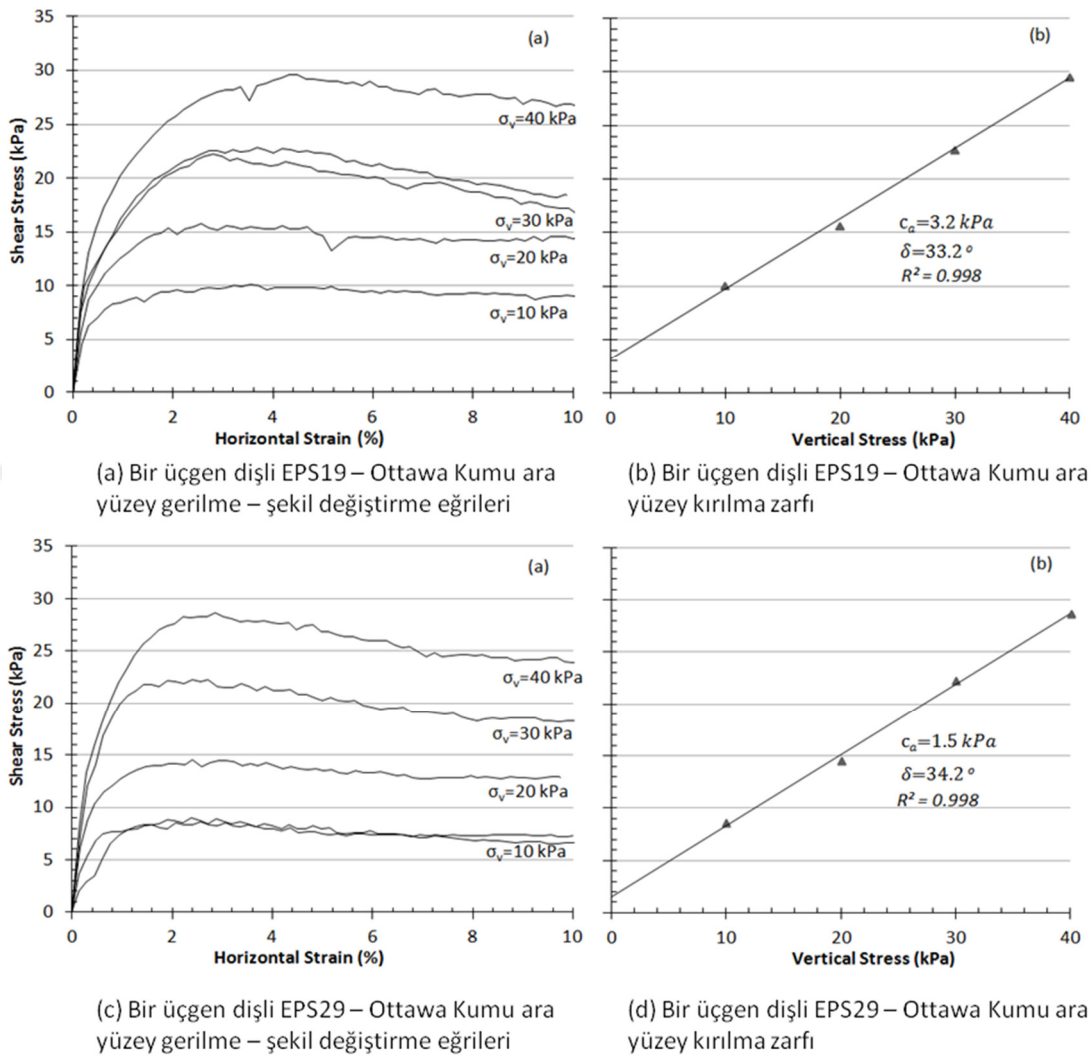 35
30
25
20
15
10
5
0
Shear Stress (kPa)
(a)
σv=40 kPa
σv=30 kPa
σv=20 kPa
σv=10 kPa
0 2 4 6 8 10
Horizontal Strain (%)
(b)
ca=3.2 kPa
δ=33.2 o
R² = 0.998
0 10 20 30 40
Vertical Stress (kPa)
(a) Bir üçgen dişli EPS19 – Ottawa Kumu ara
yüzey gerilme – şekil değiştirme eğrileri
(b) Bir üçgen dişli EPS19 – Ottawa Kumu ara
yüzey kırılma zarfı
35
30
25
20
15
10
5
0
Shear Stress (kPa)
(a)
σv=40 kPa
σv=30 kPa
σv=20 kPa
σv=10 kPa
0 2 4 6 8 10
Horizontal Strain (%)
(b)
ca=1.5 kPa
δ=34.2 o
R² = 0.998
0 10 20 30 40
Vertical Stress (kPa)
(c) Bir üçgen dişli EPS29 – Ottawa Kumu ara
yüzey gerilme – şekil değiştirme eğrileri
(d) Bir üçgen dişli EPS29 – Ottawa Kumu ara
yüzey kırılma zarfı